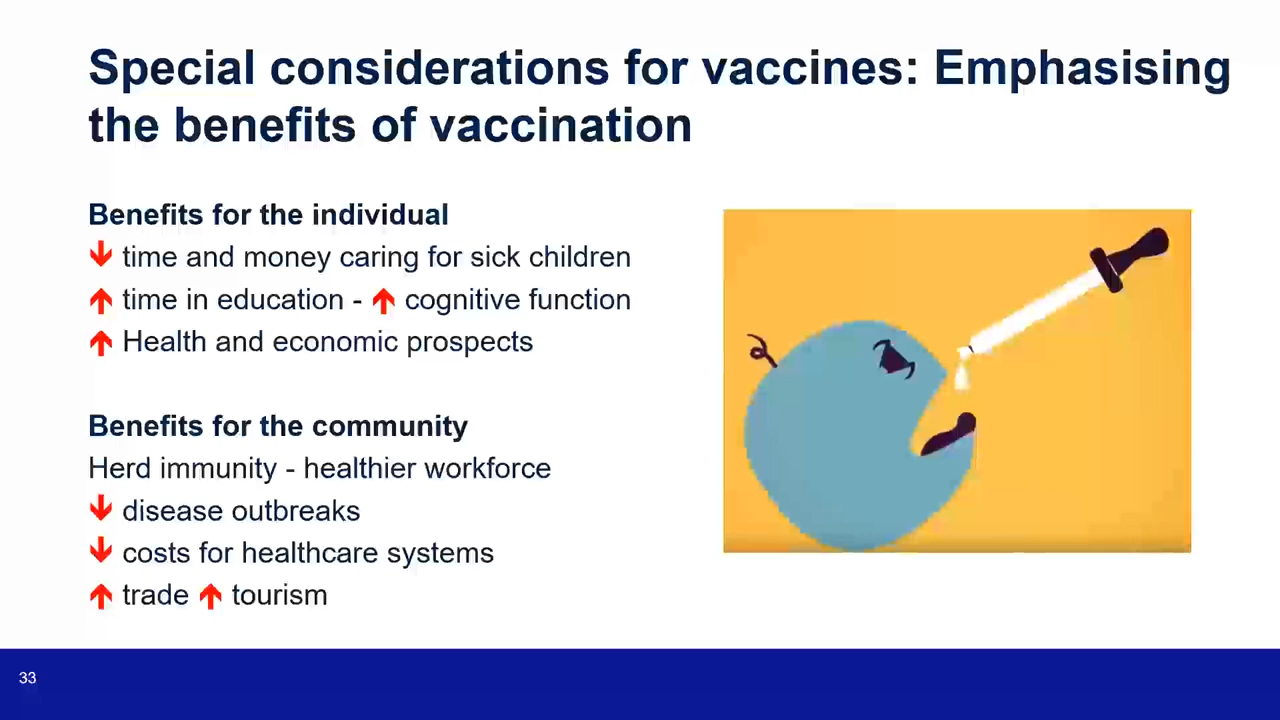 Special considerations for vaccines: Emphasising
the benefits of vaccination
Benefits for the individual
↓ time and money caring for sick children
↑ time in education - ↑ cognitive function
↑ Health and economic prospects
Benefits for the community
Herd immunity - healthier workforce
↓ disease outbreaks
↓ costs for healthcare systems
↑ trade ↑ tourism
33